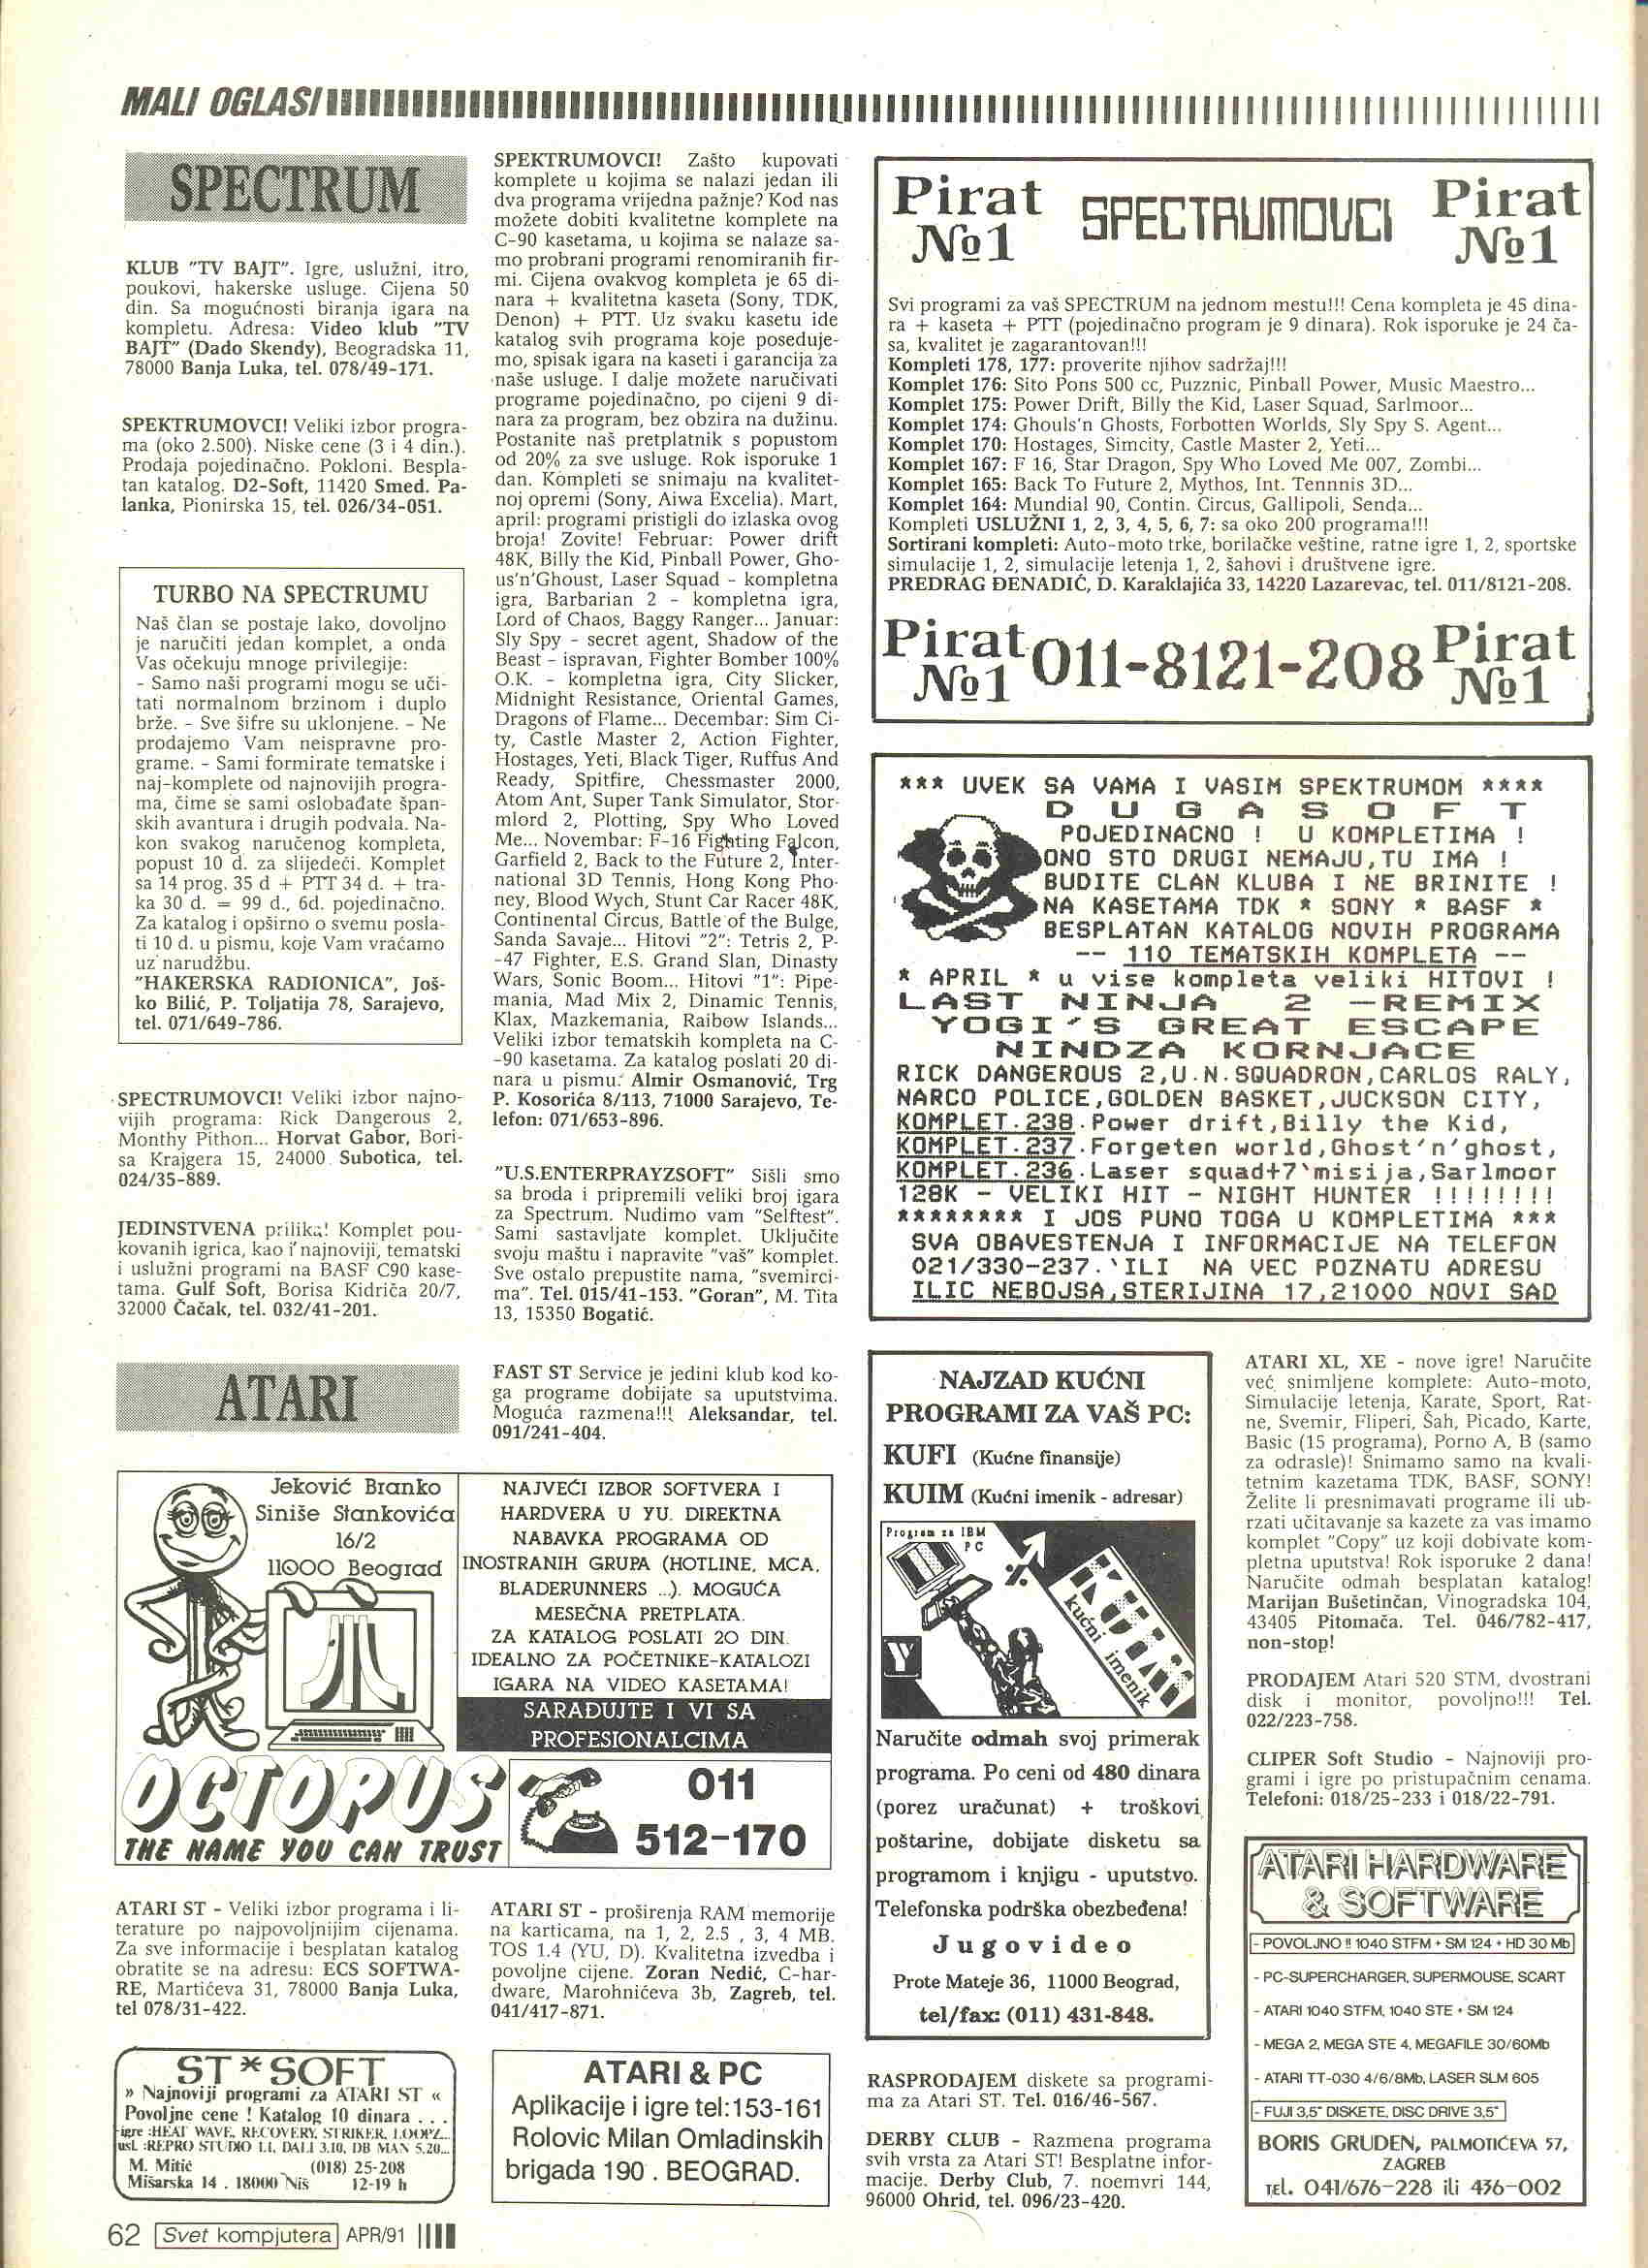 MALI OGLASI
SPECTRUM
KLUB "TV BAJT". Igre, uslužni, itro,
poukovi, hakerske usluge. Cijena 50
din. Sa mogućnosti biranja igara na
kompletu. Adresa: Video klub "TV
BAJT" (Dado Skendy), Beogradska 11,
78000 Banja Luka, tel. 078/49-171.
SPEKTRUMOVCI! Veliki izbor progra-
ma (oko 2.500). Niske cene (3 i 4 din.).
Prodaja pojedinačno. Pokloni. Bespla-
tan katalog. D2-Soft, 11420 Smed. Pa-
lanka, Pionirska 15, tel. 026/34-051.
TURBO NA SPECTRUMU
Naš član se postaje lako, dovoljno
je naručiti jedan komplet, a onda
Vas očekuju mnoge privilegije:
- Samo naši programi mogu se uči-
tati normalnom brzinom i duplo
brže. - Sve šifre su uklonjene. - Ne
prodajemo Vam neispravne pro-
grame. - Sami formirate tematske i
naj-komplete od najnovijih progra-
ma, čime se sami oslobađate špan-
skih avantura i drugih podvala. Na-
kon svakog naručenog kompleta,
popust 10 d. za slijedeći. Komplet
sa 14 prog. 35 d + PTT 34 d. + tra-
ka 30 d. = 99 d., 6d. pojedinačno.
Za katalog i opširno o svemu posla-
ti 10 d. u pismu, koje Vam vraćamo
uz narudžbu.
"HAKERSKA RADIONICA", Još-
ko Bilić, P. Toljatija 78, Sarajevo,
tel. 071/649-786.
SPECTRUMOVCI! Veliki izbor najno-
vijih programa: Rick Dangerous 2,
Monthy Pithon... Horvat Gabor, Bori-
sa Krajgera 15, 24000 Subotica, tel.
024/35-889.
JEDINSTVENA prilika! Komplet pou-
kovanih igrica, kao i najnoviji, tematski
i uslužni programi na BASF C90 kase-
tama. Gulf Soft, Borisa Kidriča 20/7,
32000 Čačak, tel. 032/41-201.
SPEKTRUMOVCI! Zašto kupovati
komplete u kojima se nalazi jedan ili
dva programa vrijedna pažnje? Kod nas
možete dobiti kvalitetne komplete na
C-90 kasetama, u kojima se nalaze sa-
mo probrani programi renomiranih fir-
mi. Cijena ovakvog kompleta je 65 di-
nara + kvalitetna kaseta (Sony, TDK,
Denon) + PTT. Uz svaku kasetu ide
katalog svih programa koje poseduje-
mo, spisak igara na kaseti i garancija za
naše usluge. I dalje možete naručivati
programe pojedinačno, po cijeni 9 di-
nara za program, bez obzira na dužinu.
Postanite naš pretplatnik s popustom
od 20% za sve usluge. Rok isporuke 1
dan. Kompleti se snimaju na kvalitet-
noj opremi (Sony, Aiwa Excelia). Mart,
april: programi pristigli do izlaska ovog
broja! Zovite! Februar: Power drift
48K, Billy the Kid, Pinball Power, Gho-
us'n'Ghoust, Laser Squad - kompletna
igra, Barbarian 2 - kompletna igra,
Lord of Chaos, Baggy Ranger... Januar:
Sly Spy - secret agent, Shadow of the
Beast - ispravan, Fighter Bomber 100%
O.K. - kompletna igra, City Slicker,
Midnight Resistance, Oriental Games,
Dragons of Flame... Decembar: Sim Ci-
ty, Castle Master 2, Action Fighter,
Hostages, Yeti, Black Tiger, Ruffus And
Ready, Spitfire, Chessmaster 2000,
Atom Ant, Super Tank Simulator, Stor-
mlord 2, Plotting, Spy Who Loved
Me... Novembar: F-16 Fighting Falcon,
Garfield 2, Back to the Future 2, Inter-
national 3D Tennis, Hong Kong Pho-
ney, Blood Wych, Stunt Car Racer 48K,
Continental Circus, Battle of the Bulge,
Sanda Savaje... Hitovi "2": Tetris 2, P-
-47 Fighter, E.S. Grand Slan, Dinasty
Wars, Sonic Boom... Hitovi "1": Pipe-
mania, Mad Mix 2, Dinamic Tennis,
Klax, Mazkemania, Raibow Islands...
Veliki izbor tematskih kompleta na C-
-90 kasetama. Za katalog poslati 20 di-
nara u pismu. Almir Osmanović, Trg
P. Kosorića 8/113, 71000 Sarajevo, Te-
lefon: 071/653-896.
"U.S.ENTERPRAYZSOFT" Sišli smo
sa broda i pripremili veliki broj igara
za Spectrum. Nudimo vam "Selftest".
Sami sastavljate komplet. Uključite
svoju maštu i napravite "vaš" komplet.
Sve ostalo prepustite nama, "svemirci-
ma". Tel. 015/41-153. "Goran", M. Tita
13, 15350 Bogatić.
Pirat №1 SPECTRUMOVCI Pirat №1
Svi programi za vaš SPECTRUM na jednom mestu!!! Cena kompleta je 45 dina-
ra + kaseta + PTT (pojedinačno program je 9 dinara). Rok isporuke je 24 ča-
sa, kvalitet je zagarantovan!!!
Kompleti 178, 177: proverite njihov sadržaj!!!
Komplet 176: Sito Pons 500 cc, Puzznic, Pinball Power, Music Maestro...
Komplet 175: Power Drift, Billy the Kid, Laser Squad, Sarlmoor...
Komplet 174: Ghouls'n Ghosts, Forbotten Worlds, Sly Spy S. Agent...
Komplet 170: Hostages, Simcity, Castle Master 2, Yeti...
Komplet 167: F 16, Star Dragon, Spy Who Loved Me 007, Zombi...
Komplet 165: Back To Future 2, Mythos, Int. Tennnis 3D...
Komplet 164: Mundial 90, Contin. Circus, Gallipoli, Senda...
Kompleti USLUŽNI 1, 2, 3, 4, 5, 6, 7: sa oko 200 programa!!!
Sortirani kompleti: Auto-moto trke, borilačke veštine, ratne igre 1, 2, sportske
simulacije 1, 2, simulacije letenja 1, 2, šahovi i društvene igre.
PREDRAG ĐENADIĆ, D. Karaklajića 33, 14220 Lazarevac, tel. 011/8121-208.
Pirat №1 011-8121-208 Pirat №1
*** UVEK SA VAMA I VASIM SPEKTRUMOM ****
D U G A S O F T
POJEDINACNO ! U KOMPLETIMA !
ONO STO DRUGI NEMAJU,TU IMA !
BUDITE CLAN KLUBA I NE BRINITE !
NA KASETAMA TDK * SONY * BASF *
BESPLATAN KATALOG NOVIH PROGRAMA
-- 110 TEMATSKIH KOMPLETA --
* APRIL * u vise kompleta veliki HITOVI !
LAST NINJA 2 -REMIX
YOGI'S GREAT ESCAPE
NINDZA KORNJACE
RICK DANGEROUS 2,U.N.SQUADRON,CARLOS RALY,
NARCO POLICE,GOLDEN BASKET,JUCKSON CITY,
KOMPLET.238.Power drift,Billy the Kid,
KOMPLET.237.Forgeten world,Ghost'n'ghost,
KOMPLET.236.Laser squad+7'misija,Sarlmoor
128K - VELIKI HIT - NIGHT HUNTER !!!!!!!!
******** I JOS PUNO TOGA U KOMPLETIMA ***
SVA OBAVESTENJA I INFORMACIJE NA TELEFON
021/330-237.'ILI NA VEC POZNATU ADRESU
ILIC NEBOJSA,STERIJINA 17,21000 NOVI SAD
ATARI
FAST ST Service je jedini klub kod ko-
ga programe dobijate sa uputstvima.
Moguća razmena!!! Aleksandar, tel.
091/241-404.
Jeković Branko
Siniše Stankovića
16/2
11000 Beograd
NAJVEĆI IZBOR SOFTVERA I
HARDVERA U YU. DIREKTNA
NABAVKA PROGRAMA OD
INOSTRANIH GRUPA (HOTLINE, MCA,
BLADERUNNERS ...). MOGUĆA
MESEČNA PRETPLATA.
ZA KATALOG POSLATI 20 DIN.
IDEALNO ZA POČETNIKE-KATALOZI
IGARA NA VIDEO KASETAMA!
SARAĐUJTE I VI SA
PROFESIONALCIMA
OCTOPUS
THE NAME YOU CAN TRUST
011
512-170
ATARI ST - Veliki izbor programa i li-
terature po najpovoljnijim cijenama.
Za sve informacije i besplatan katalog
obratite se na adresu: ECS SOFTWA-
RE, Martićeva 31, 78000 Banja Luka,
tel 078/31-422.
ST*SOFT
» Najnoviji programi za ATARI ST «
Povoljne cene ! Katalog 10 dinara . . .
igre :HEAT WAVE, RECOVERY, STRIKER, LOOPZ...
usl. :REPRO STUDIO 1.1, DALI 3.10, DB MAN 5.20...
M. Mitić (018) 25-208
Mišarska 14 . 18000 Niš 12-19 h
ATARI ST - proširenja RAM memorije
na karticama, na 1, 2, 2.5 , 3, 4 MB.
TOS 1.4 (YU, D). Kvalitetna izvedba i
povoljne cijene. Zoran Nedić, C-har-
dware, Marohnićeva 3b, Zagreb, tel.
041/417-871.
ATARI & PC
Aplikacije i igre tel:153-161
Rolovic Milan Omladinskih
brigada 190 . BEOGRAD.
NAJZAD KUĆNI
PROGRAMI ZA VAŠ PC:
KUFI (Kućne finansije)
KUIM (Kućni imenik - adresar)
Program za IBM
PC
KUIM
kućni imenik
Naručite odmah svoj primerak
programa. Po ceni od 480 dinara
(porez uračunat) + troškovi
poštarine, dobijate disketu sa
programom i knjigu - uputstvo.
Telefonska podrška obezbeđena!
Jugovideo
Prote Mateje 36, 11000 Beograd,
tel/fax: (011) 431-848.
RASPRODAJEM diskete sa programi-
ma za Atari ST. Tel. 016/46-567.
DERBY CLUB - Razmena programa
svih vrsta za Atari ST! Besplatne infor-
macije. Derby Club, 7. noemvri 144,
96000 Ohrid, tel. 096/23-420.
ATARI XL, XE - nove igre! Naručite
već snimljene komplete: Auto-moto,
Simulacije letenja, Karate, Sport, Rat-
ne, Svemir, Fliperi, Šah, Picado, Karte,
Basic (15 programa), Porno A, B (samo
za odrasle)! Snimamo samo na kvali-
tetnim kazetama TDK, BASF, SONY!
Želite li presnimavati programe ili ub-
rzati učitavanje sa kazete za vas imamo
komplet "Copy" uz koji dobivate kom-
pletna uputstva! Rok isporuke 2 dana!
Naručite odmah besplatan katalog!
Marijan Bušetinčan, Vinogradska 104,
43405 Pitomača. Tel. 046/782-417,
non-stop!
PRODAJEM Atari 520 STM, dvostrani
disk i monitor, povoljno!!! Tel.
022/223-758.
CLIPER Soft Studio - Najnoviji pro-
grami i igre po pristupačnim cenama.
Telefoni: 018/25-233 i 018/22-791.
ATARI HARDWARE
& SOFTWARE
- POVOLJNO !! 1040 STFM + SM 124 + HD 30 Mb
- PC-SUPERCHARGER, SUPERMOUSE, SCART
- ATARI 1040 STFM, 1040 STE + SM 124
- MEGA 2, MEGA STE 4, MEGAFILE 30/60Mb
- ATARI TT-030 4/6/8Mb, LASER SLM 605
- FUJI 3,5" DISKETE, DISC DRIVE 3,5"
BORIS GRUDEN, PALMOTIĆEVA 57,
ZAGREB
TEL. 041/676-228 ili 436-002
62 Svet kompjutera APR/91